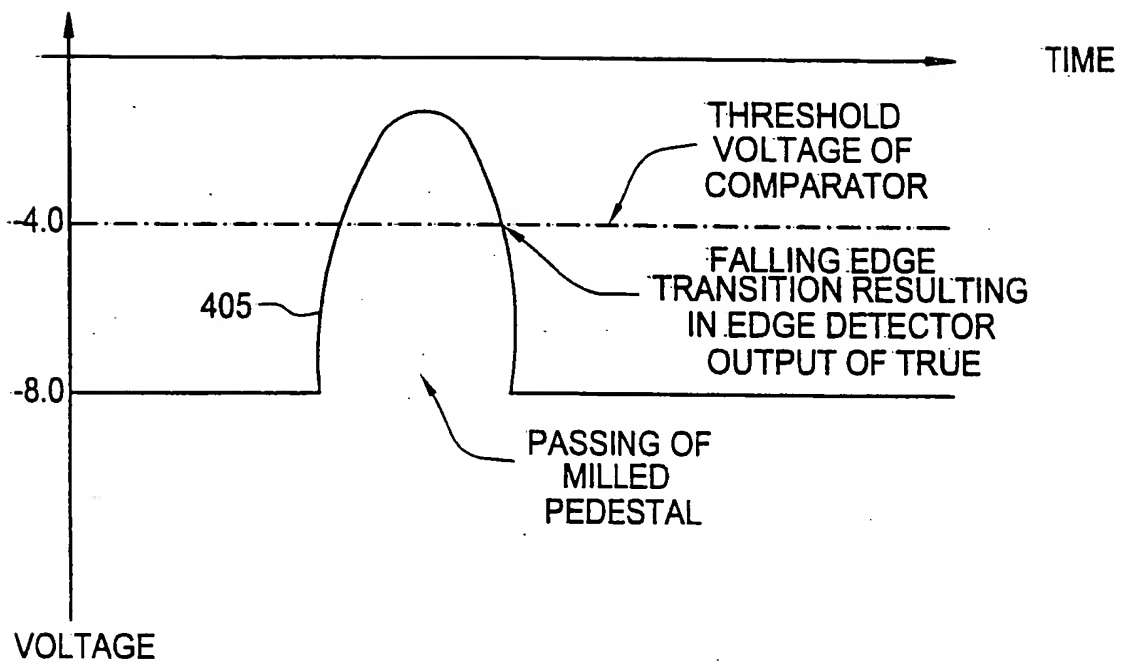 TIME
THRESHOLD
VOLTAGE OF
COMPARATOR
-4.0
FALLING EDGE
TRANSITION RESULTING
IN EDGE DETECTOR
OUTPUT OF TRUE
405
-8.0
PASSING OF
MILLED
PEDESTAL
VOLTAGE